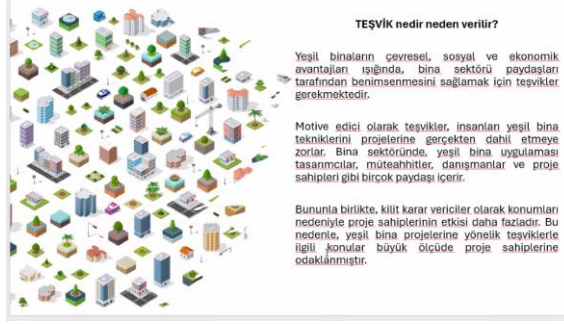 TEŞVİK nedir neden verilir?
Yeşil binaların çevresel, sosyal ve ekonomik
avantajları ışığında, bina sektörü paydaşları
tarafından benimsenmesini sağlamak için teşvikler
gerekmektedir.
Motive edici olarak teşvikler, insanları yeşil bina
tekniklerini projelerine gerçekten dahil etmeye
zorlar. Bina sektöründe, yeşil bina uygulaması
tasarımcılar, müteahhitler, danışmanlar ve proje
sahipleri gibi birçok paydaşı içerir.
Bununla birlikte, kilit karar vericiler olarak konumları
nedeniyle proje sahiplerinin etkisi daha fazladır. Bu
nedenle, yeşil bina projelerine yönelik teşviklerle
ilgili konular büyük ölçüde proje sahiplerine
odaklanmıştır.